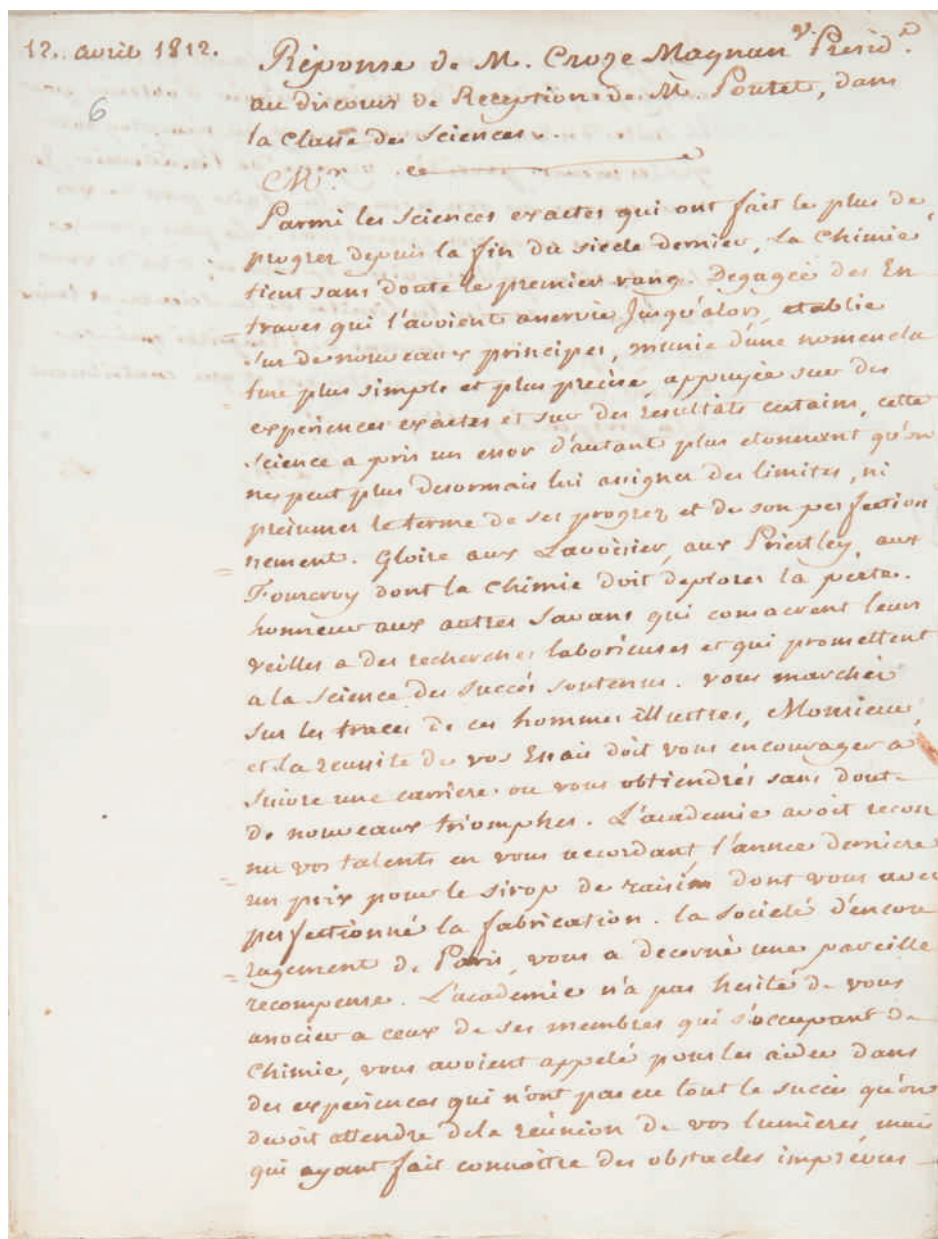 12. avril 1812.
6
Réponse de M. Croze Magnan V. Presid.t
au discours de Reception de M. Poutet, dans
la Classe des Sciences.
M.r
Parmi les Sciences exactes qui ont fait le plus de
progrez depuis la fin du siecle dernier, la Chimie
tient sans doute le premier rang. Degagée des En
traves qui l'avoient enervée Jusqu'alors, etablie
sur de nouveaux principes, munie d'une nomencla
ture plus simple et plus precise, appuyée sur des
experiences exactes et sur des resultats certains, cette
science a pris un essor d'autant plus etonnant qu'on
ne peut plus desormais lui assigner des limites, ni
presumer le terme de ses progrez et de son perfection
nement. Gloire aux Lavoisier, aux Priestley, aux
Fourcroy dont la Chimie doit deplorer la perte.
honneur aux autres Savans qui consacrent leurs
veilles a des recherches laborieuses et qui promettent
a la science des succés soutenus. vous marchés
sur les traces de ces hommes illustres, Monsieur,
et la reussite de vos Essais doit vous encourager a
suivre une carriere ou vous obtiendrés sans doute
de nouveaux triomphes. L'academie avoit recon
nu vos talents en vous accordant, l'année derniere
un prix pour le sirop de raisin dont vous avez
perfectionné la fabrication. la Societé d'encou
ragement de Paris, vous a decerné une pareille
recompense. L'academie n'a pas hesité de vous
associer a ceux de ses membres qui s'occupant de
Chimie, vous avoient appelé pour les aider dans
des experiences qui n'ont pas eu tout le succès qu'on
devoit attendre de la réunion de vos lumieres, mais
qui ayant fait connoître des obstacles imprévus